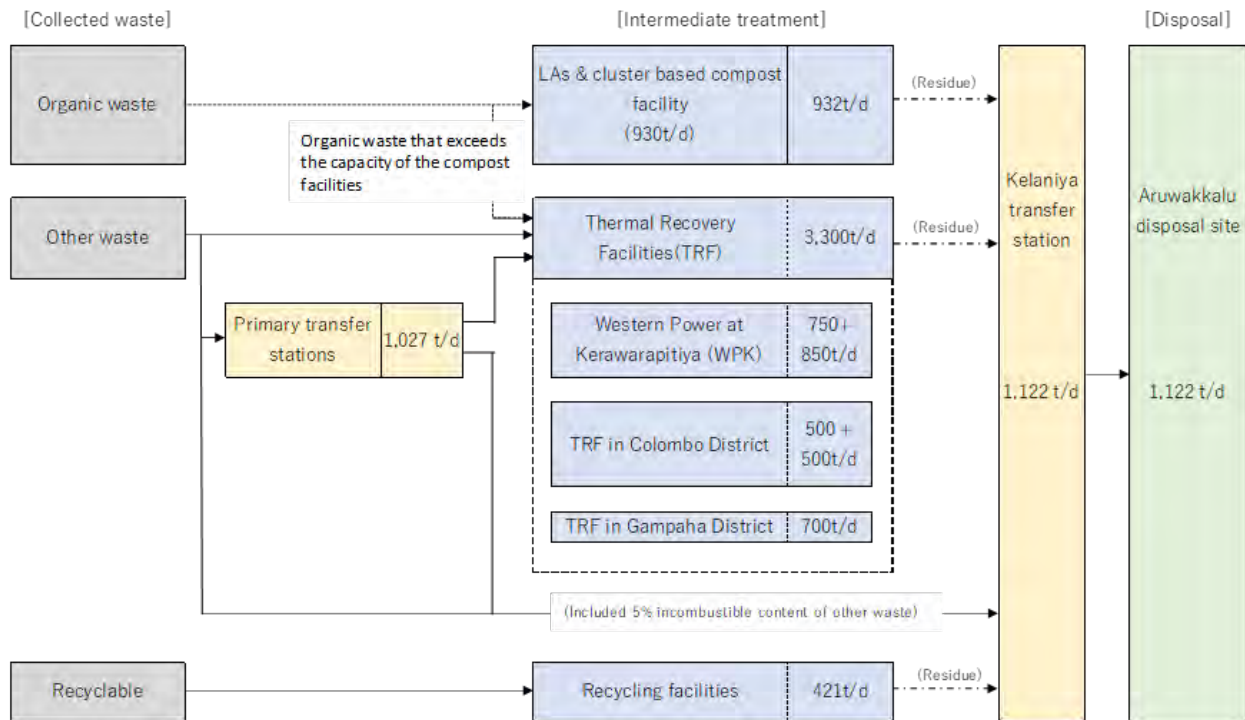 [Collected waste]
[Intermediate treatment]
[Disposal]
Organic waste
LAs & cluster based compost
facility
(930t/d)
932t/d
(Residue)
Organic waste that exceeds
the capacity of the compost
facilities
Other waste
Thermal Recovery
Facilities(TRF)
3,300t/d
(Residue)
Kelaniya
transfer
station
Aruwakkalu
disposal site
Primary transfer
stations
1,027 t/d
Western Power at
Kerawarapitiya (WPK)
750+
850t/d
1,122 t/d
1,122 t/d
TRF in Colombo District
500 +
500t/d
TRF in Gampaha District
700t/d
(Included 5% incombustible content of other waste)
Recyclable
Recycling facilities
421t/d
(Residue)